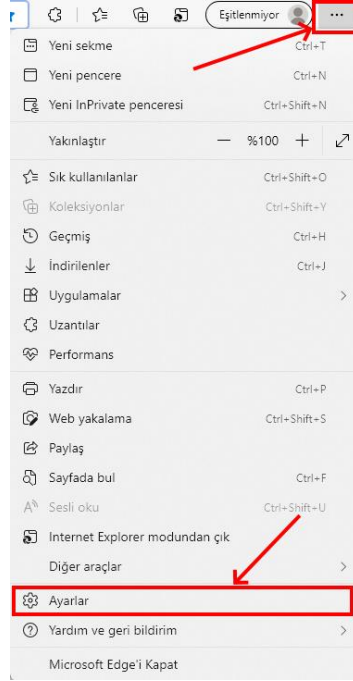 Eşitlenmiyor
Yeni sekme Ctrl+T
Yeni pencere Ctrl+N
Yeni InPrivate penceresi Ctrl+Shift+N
Yakınlaştır — %100 +
Sık kullanılanlar Ctrl+Shift+O
Koleksiyonlar Ctrl+Shift+Y
Geçmiş Ctrl+H
İndirilenler Ctrl+J
Uygulamalar
Uzantılar
Performans
Yazdır Ctrl+P
Web yakalama Ctrl+Shift+S
Paylaş
Sayfada bul Ctrl+F
Sesli oku Ctrl+Shift+U
Internet Explorer modundan çık
Diğer araçlar
Ayarlar
Yardım ve geri bildirim
Microsoft Edge'i Kapat